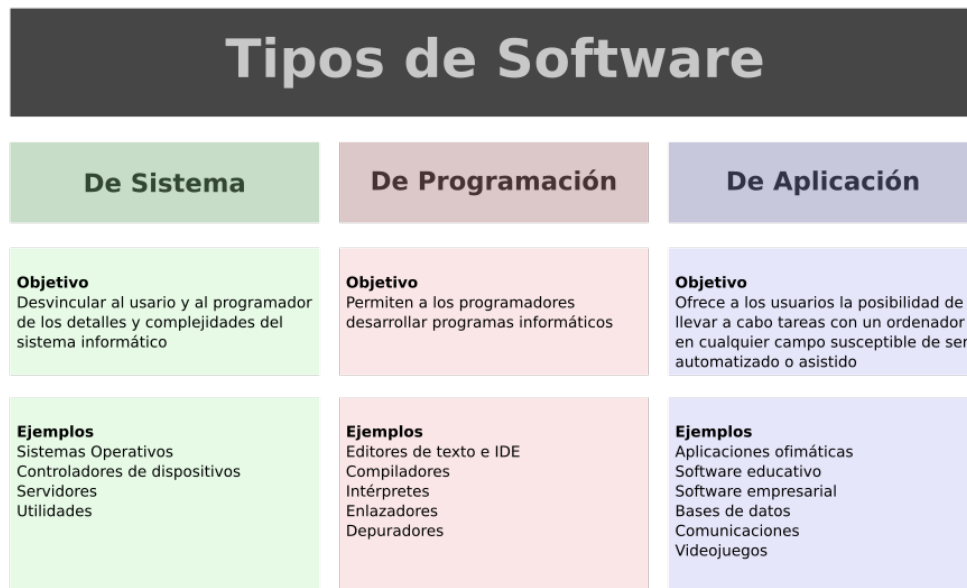 Tipos de Software
De Sistema
De Programación
De Aplicación
Objetivo
Desvincular al usario y al programador
de los detalles y complejidades del
sistema informático
Objetivo
Permiten a los programadores
desarrollar programas informáticos
Objetivo
Ofrece a los usuarios la posibilidad de
llevar a cabo tareas con un ordenador
en cualquier campo susceptible de ser
automatizado o asistido
Ejemplos
Sistemas Operativos
Controladores de dispositivos
Servidores
Utilidades
Ejemplos
Editores de texto e IDE
Compiladores
Intérpretes
Enlazadores
Depuradores
Ejemplos
Aplicaciones ofimáticas
Software educativo
Software empresarial
Bases de datos
Comunicaciones
Videojuegos